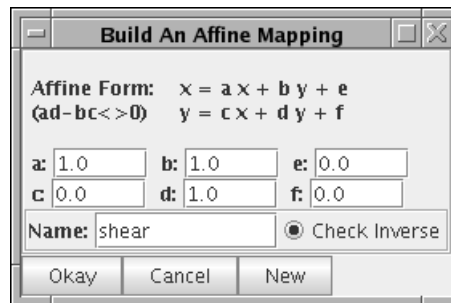 Build An Affine Mapping
Affine Form: x = a x + b y + e
(ad-bc<>0) y = c x + d y + f
a: 1.0 b: 1.0 e: 0.0
c: 0.0 d: 1.0 f: 0.0
Name: shear Check Inverse
Okay Cancel New